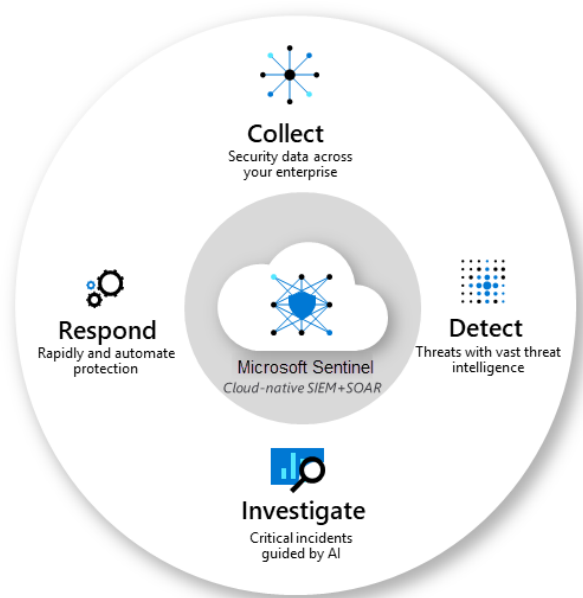 Collect
Security data across
your enterprise
Respond
Rapidly and automate
protection
Microsoft Sentinel
Cloud-native SIEM+SOAR
Detect
Threats with vast threat
intelligence
Investigate
Critical incidents
guided by AI